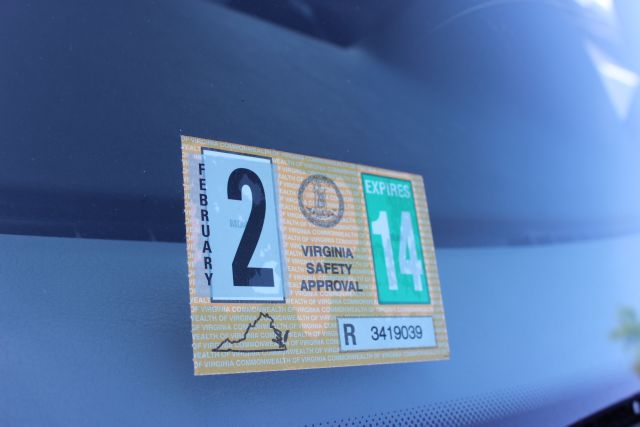 FEBRUARY
2
VIRGINIA
SAFETY
APPROVAL
EXPIRES
14
R 3419039